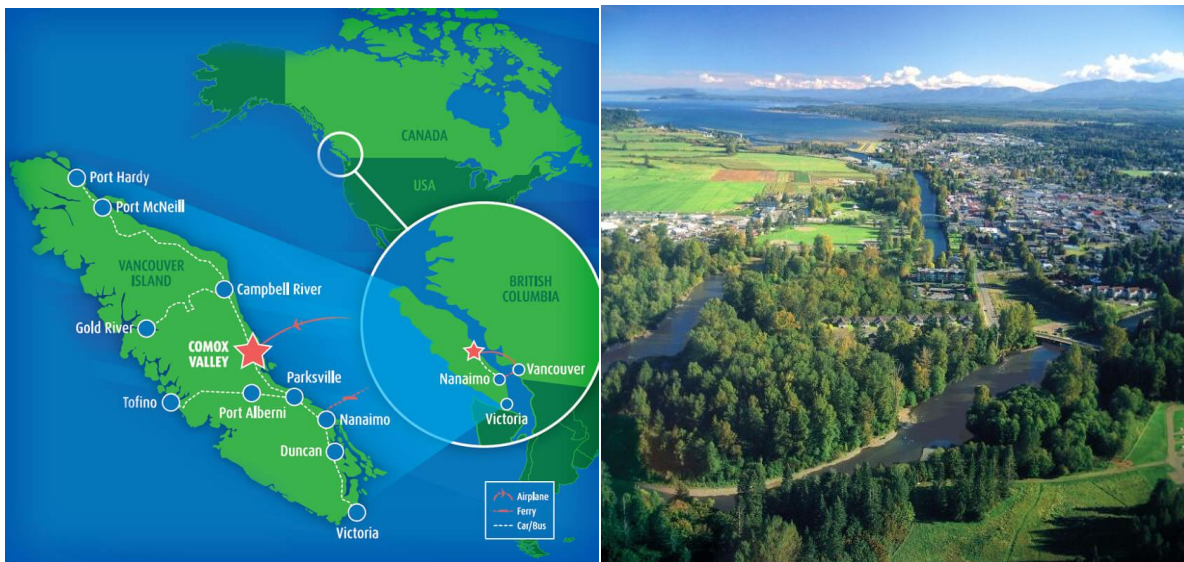 CANADA
USA
Port Hardy
Port McNeill
VANCOUVER
ISLAND
Campbell River
BRITISH
COLUMBIA
Gold River
COMOX
VALLEY
Vancouver
Nanaimo
Parksville
Tofino
Port Alberni
Nanaimo
Victoria
Duncan
Airplane
Ferry
Car/Bus
Victoria